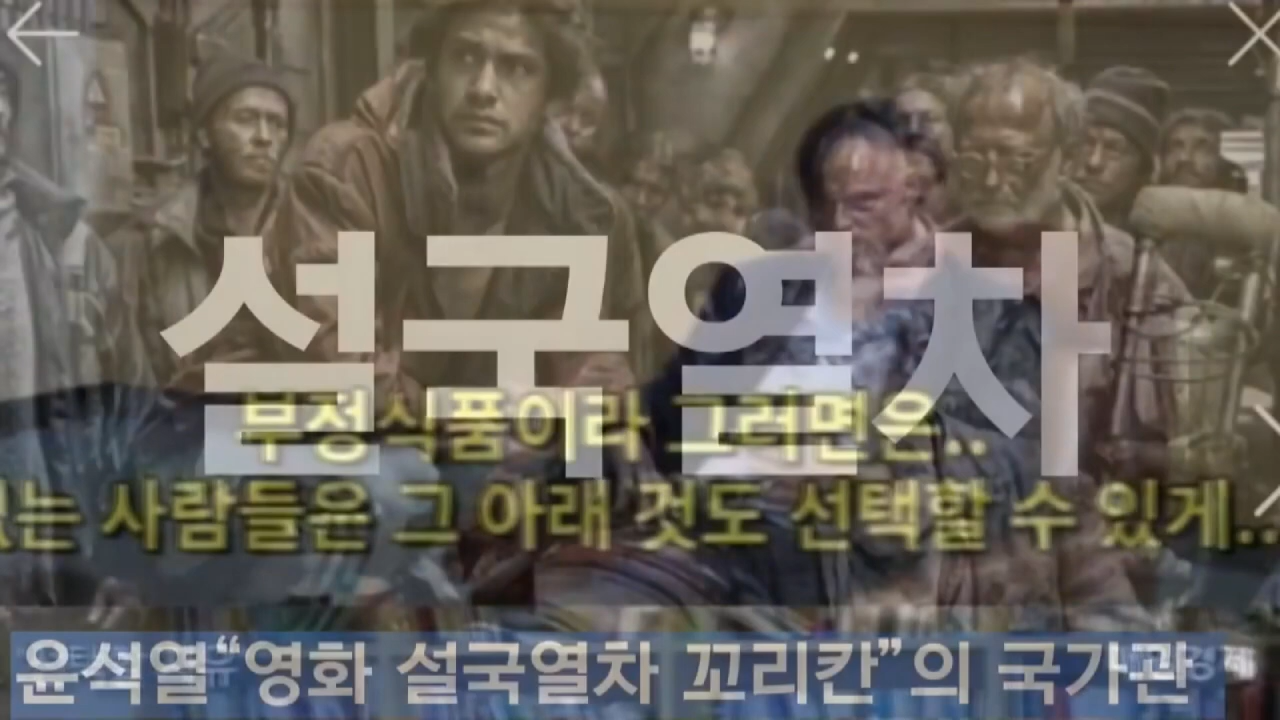 설국열차
부정식품이라 그러면은..
없는 사람들은 그 아래 것도 선택할 수 있게..
윤석열“영화 설국열차 꼬리칸”의 국가관